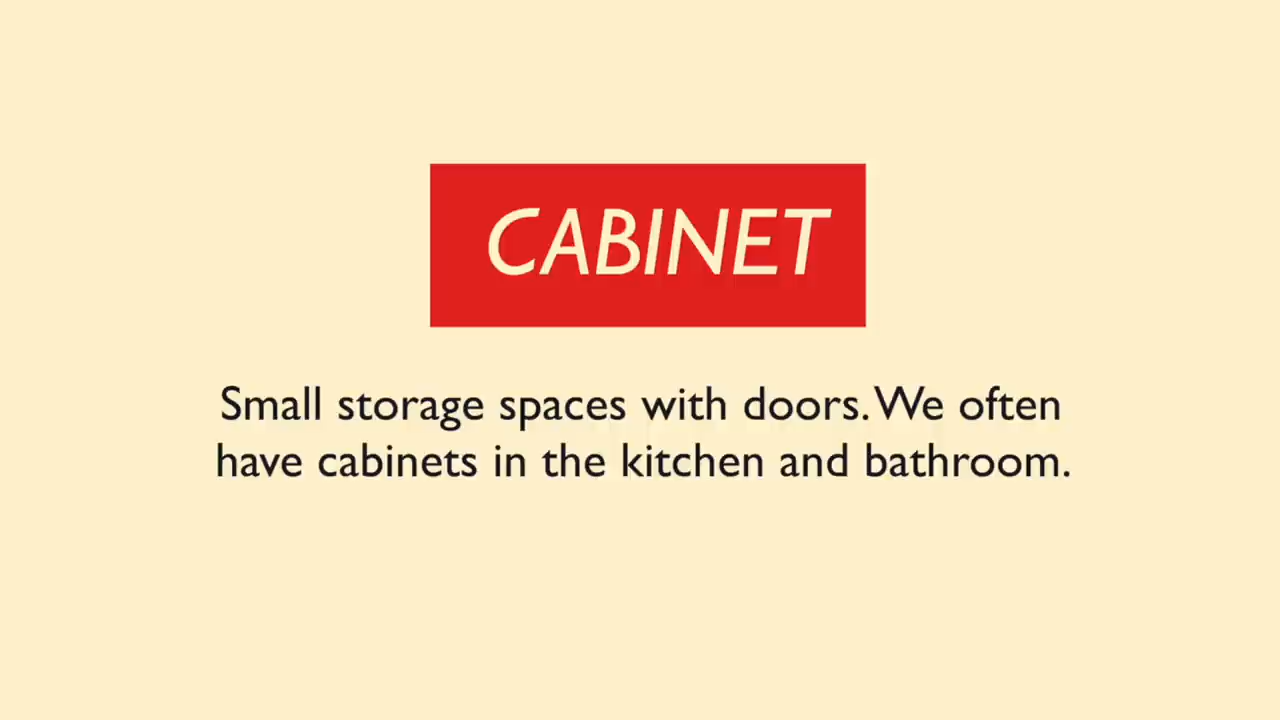 CABINET
Small storage spaces with doors. We often
have cabinets in the kitchen and bathroom.